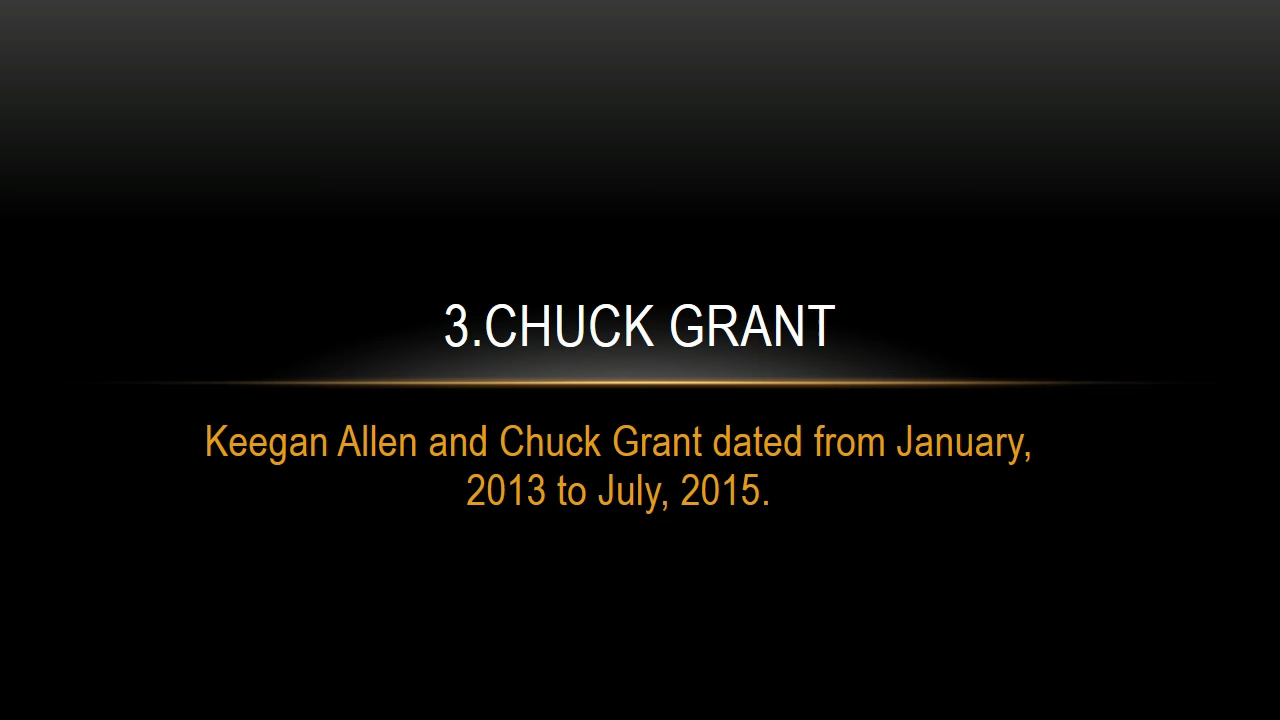 3.CHUCK GRANT
Keegan Allen and Chuck Grant dated from January,
2013 to July, 2015.